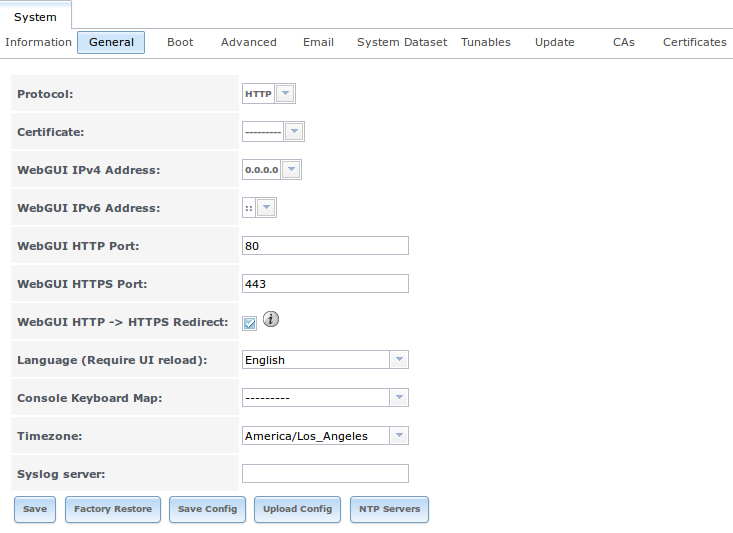 System
Information General Boot Advanced Email System Dataset Tunables Update CAs Certificates
Protocol: HTTP
Certificate: ---------
WebGUI IPv4 Address: 0.0.0.0
WebGUI IPv6 Address: ::
WebGUI HTTP Port: 80
WebGUI HTTPS Port: 443
WebGUI HTTP -> HTTPS Redirect: i
Language (Require UI reload): English
Console Keyboard Map: ---------
Timezone: America/Los_Angeles
Syslog server:
Save Factory Restore Save Config Upload Config NTP Servers